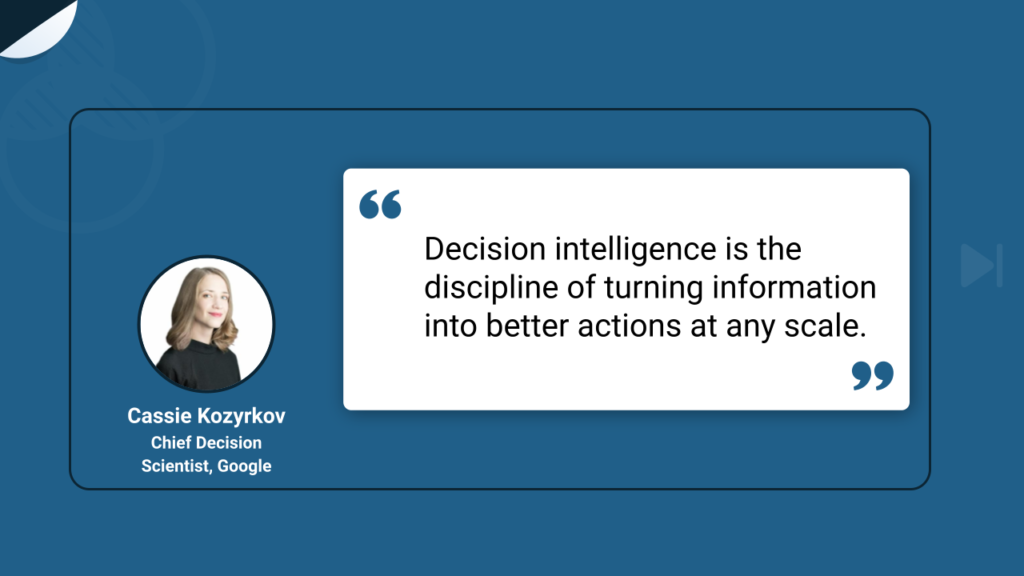 “
Decision intelligence is the
discipline of turning information
into better actions at any scale.
”
Cassie Kozyrkov
Chief Decision
Scientist, Google